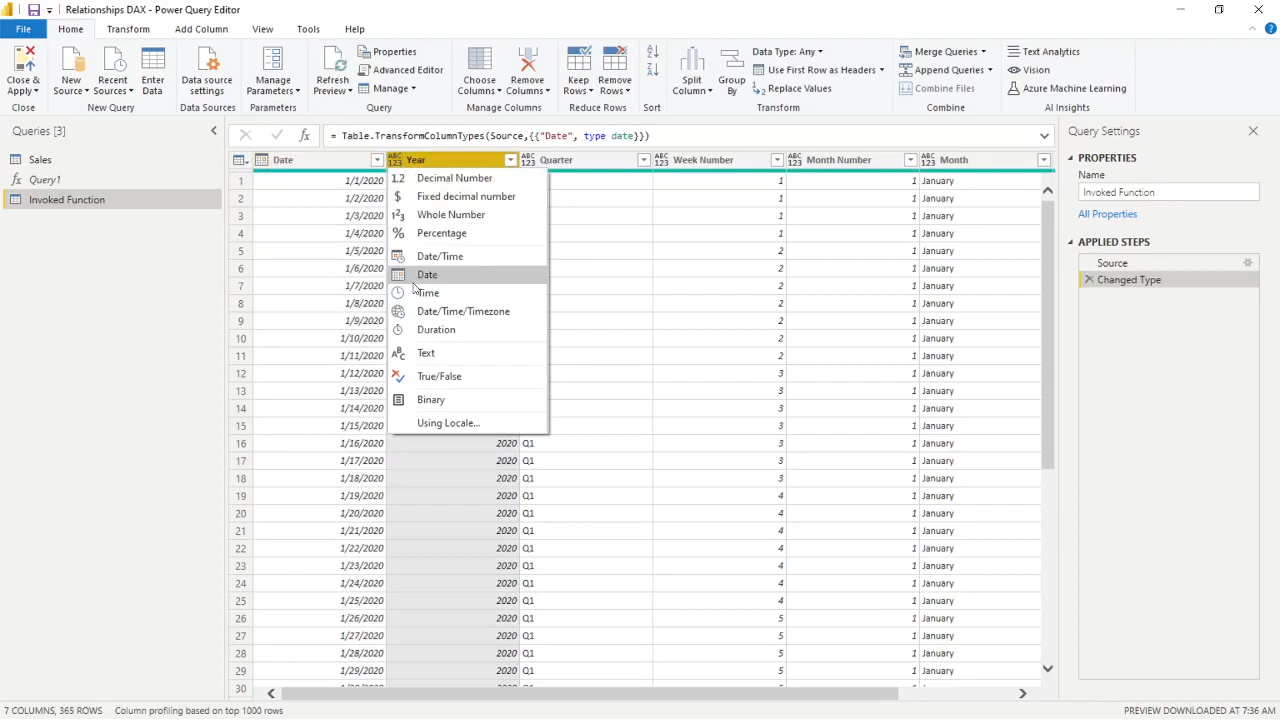 Relationships DAX - Power Query Editor
File Home Transform Add Column View Tools Help
Close & Apply
New Source
Recent Sources
Enter Data
Data source settings
Manage Parameters
Refresh Preview
Properties
Advanced Editor
Manage
Choose Columns
Remove Columns
Keep Rows
Remove Rows
Split Column
Group By
Data Type: Any
Use First Row as Headers
Replace Values
Merge Queries
Append Queries
Combine Files
Text Analytics
Vision
Azure Machine Learning
Close New Query Data Sources Parameters Query Manage Columns Reduce Rows Sort Transform Combine AI Insights
Queries [3]
Sales
fx Query1
Invoked Function
fx = Table.TransformColumnTypes(Source,{{"Date", type date}})
Date ABC 123 Year ABC 123 Quarter ABC 123 Week Number ABC 123 Month Number ABC 123 Month
1 1/1/2020 1 1 January
2 1/2/2020 1 1 January
3 1/3/2020 1 1 January
4 1/4/2020 1 1 January
5 1/5/2020 2 1 January
6 1/6/2020 2 1 January
7 1/7/2020 2 1 January
8 1/8/2020 2 1 January
9 1/9/2020 2 1 January
10 1/10/2020 2 1 January
11 1/11/2020 2 1 January
12 1/12/2020 3 1 January
13 1/13/2020 3 1 January
14 1/14/2020 3 1 January
15 1/15/2020 3 1 January
16 1/16/2020 2020 Q1 3 1 January
17 1/17/2020 2020 Q1 3 1 January
18 1/18/2020 2020 Q1 3 1 January
19 1/19/2020 2020 Q1 4 1 January
20 1/20/2020 2020 Q1 4 1 January
21 1/21/2020 2020 Q1 4 1 January
22 1/22/2020 2020 Q1 4 1 January
23 1/23/2020 2020 Q1 4 1 January
24 1/24/2020 2020 Q1 4 1 January
25 1/25/2020 2020 Q1 4 1 January
26 1/26/2020 2020 Q1 5 1 January
27 1/27/2020 2020 Q1 5 1 January
28 1/28/2020 2020 Q1 5 1 January
29 1/29/2020 2020 Q1 5 1 January
30
1.2 Decimal Number
$ Fixed decimal number
123 Whole Number
% Percentage
Date/Time
Date
Time
Date/Time/Timezone
Duration
ABC Text
True/False
Binary
Using Locale...
Query Settings
PROPERTIES
Name
Invoked Function
All Properties
APPLIED STEPS
Source
Changed Type
7 COLUMNS, 365 ROWS Column profiling based on top 1000 rows
PREVIEW DOWNLOADED AT 7:36 AM